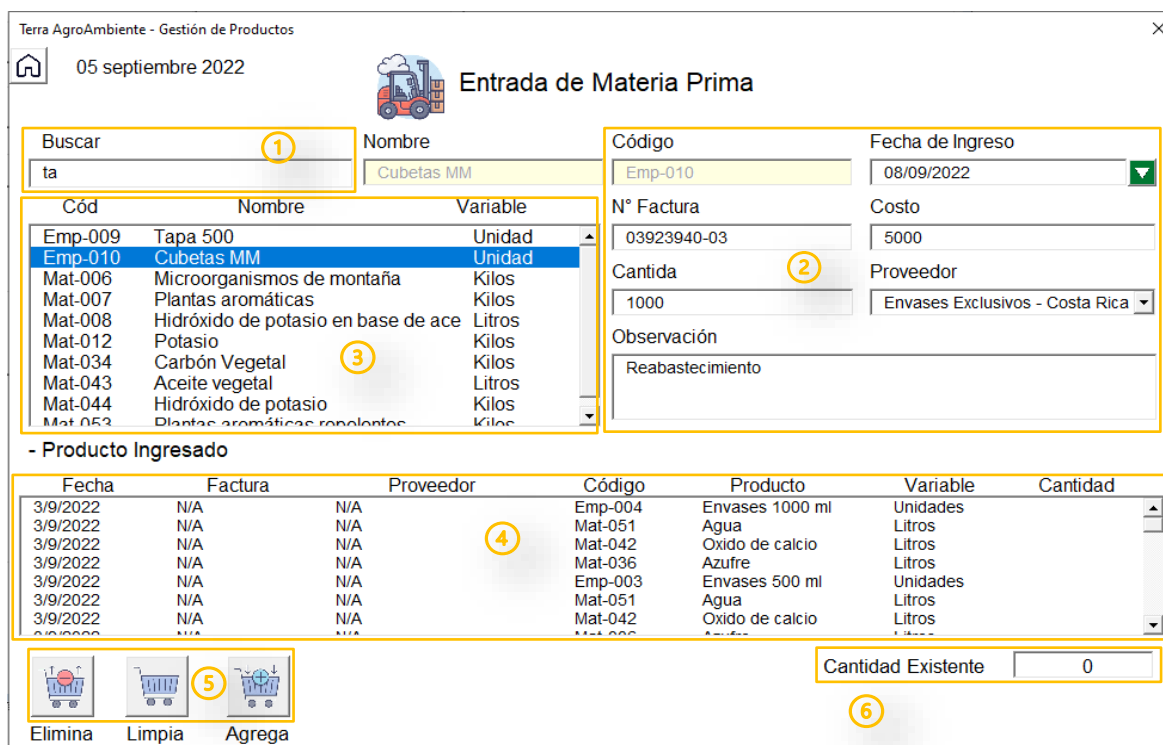 Terra AgroAmbiente - Gestión de Productos
05 septiembre 2022
Entrada de Materia Prima
Buscar 1 Nombre Código Fecha de Ingreso
ta Cubetas MM Emp-010 08/09/2022
Cód Nombre Variable N° Factura Costo
03923940-03 5000
Emp-009 Tapa 500 Unidad
Emp-010 Cubetas MM Unidad
Mat-006 Microorganismos de montaña Kilos
Mat-007 Plantas aromáticas Kilos
Mat-008 Hidróxido de potasio en base de ace Litros
Mat-012 Potasio Kilos
Mat-034 Carbón Vegetal Kilos
Mat-043 Aceite vegetal Litros
Mat-044 Hidróxido de potasio Kilos
Mat-053 Plantas aromáticas Kilos
3
Cantida 2 Proveedor
1000 Envases Exclusivos - Costa Rica
Observación
Reabastecimiento
- Producto Ingresado
Fecha Factura Proveedor Código Producto Variable Cantidad
3/9/2022 N/A N/A Emp-004 Envases 1000 ml Unidades
3/9/2022 N/A N/A Mat-051 Agua Litros
3/9/2022 N/A N/A Mat-042 Oxido de calcio Litros
3/9/2022 N/A N/A Mat-036 Azufre Litros
3/9/2022 N/A N/A Emp-003 Envases 500 ml Unidades
3/9/2022 N/A N/A Mat-051 Agua Litros
3/9/2022 N/A N/A Mat-042 Oxido de calcio Litros
4
5
Cantidad Existente 0
6
Elimina Limpia Agrega